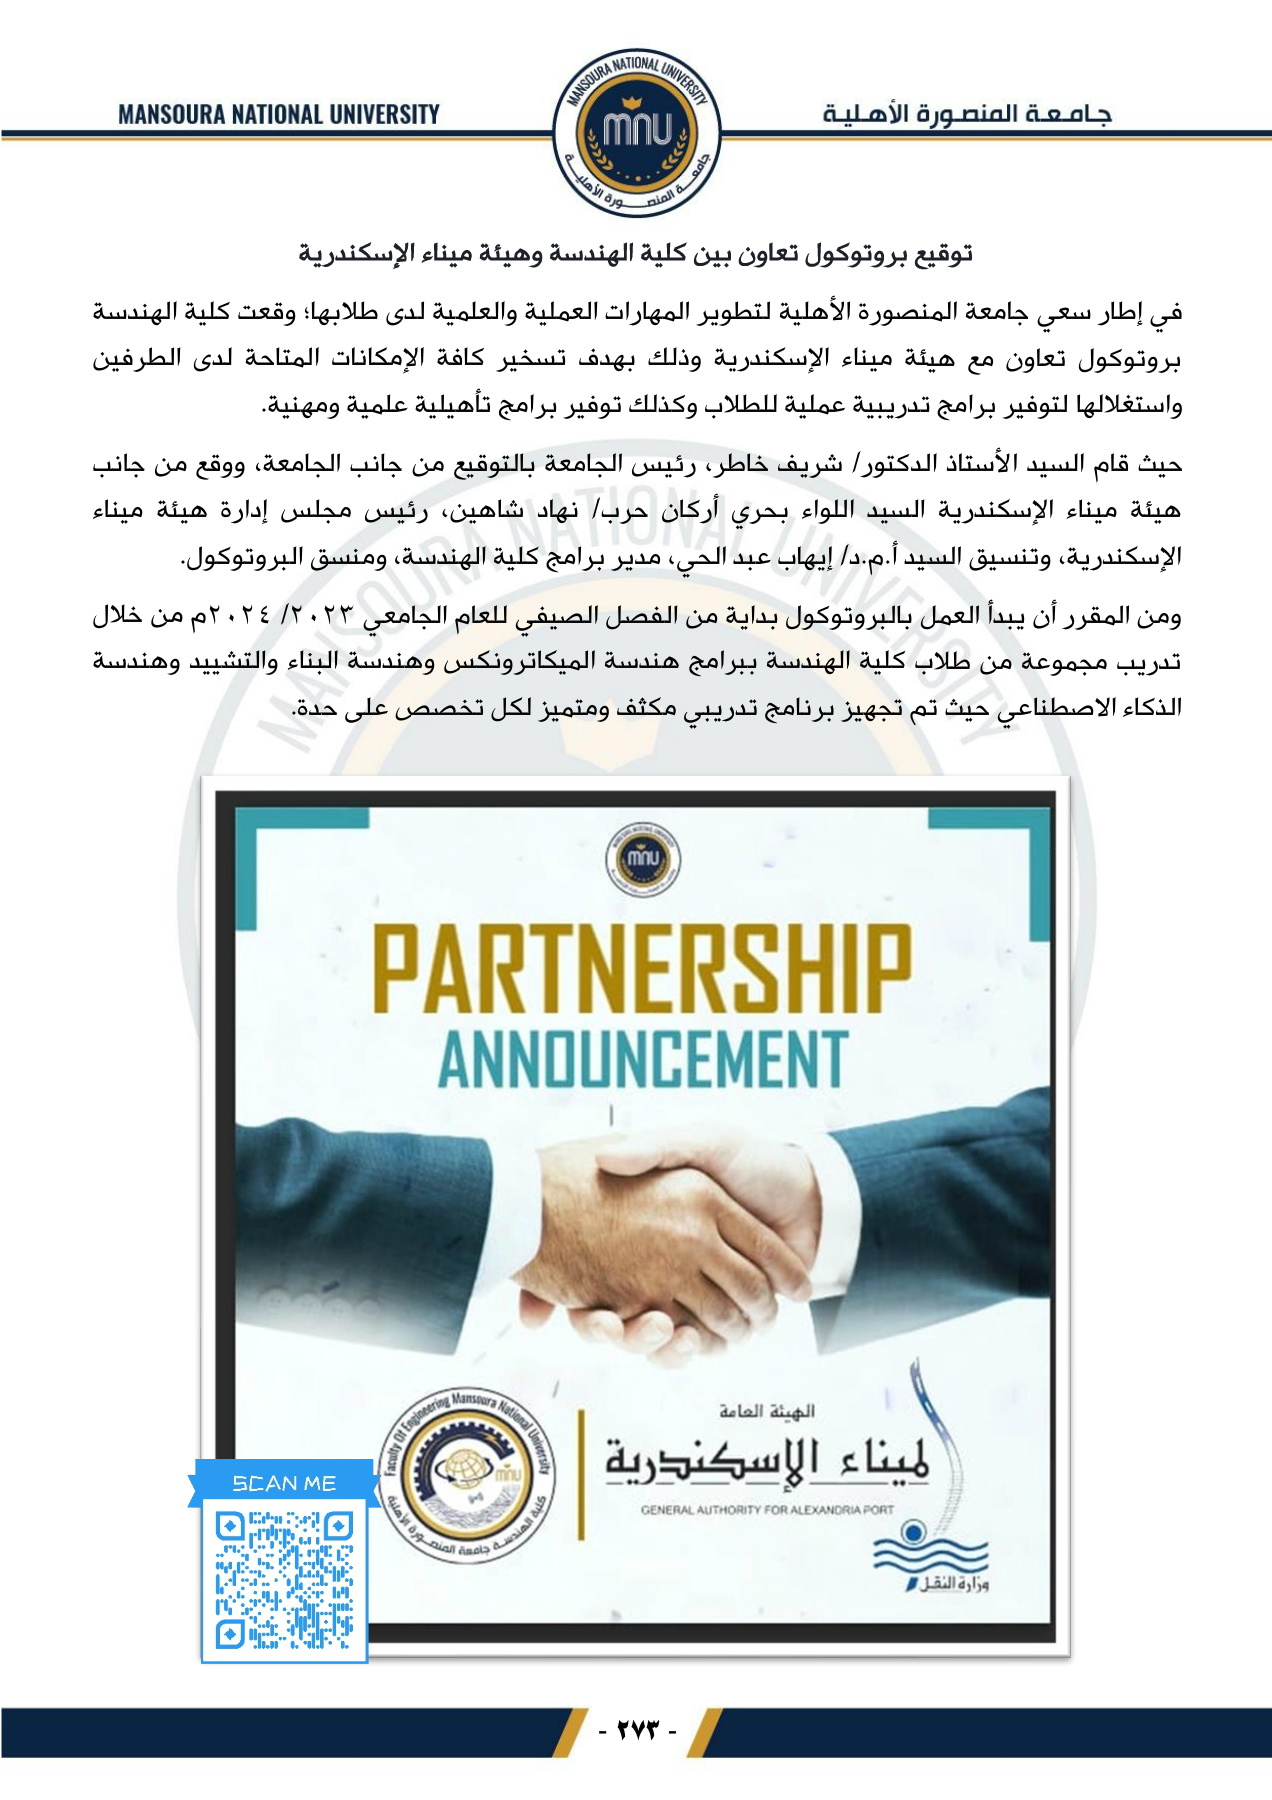 MANSOURA NATIONAL UNIVERSITY
جامعة المنصورة الأهلية
MANSOURA NATIONAL UNIVERSITY
mnu
جامعة المنصورة الأهلية
توقيع بروتوكول تعاون بين كلية الهندسة وهيئة ميناء الإسكندرية
في إطار سعي جامعة المنصورة الأهلية لتطوير المهارات العملية والعلمية لدى طلابها؛ وقعت كلية الهندسة
بروتوكول تعاون مع هيئة ميناء الإسكندرية وذلك بهدف تسخير كافة الإمكانات المتاحة لدى الطرفين
واستغلالها لتوفير برامج تدريبية عملية للطلاب وكذلك توفير برامج تأهيلية علمية ومهنية.
حيث قام السيد الأستاذ الدكتور/ شريف خاطر، رئيس الجامعة بالتوقيع من جانب الجامعة، ووقع من جانب
هيئة ميناء الإسكندرية السيد اللواء بحري أركان حرب/ نهاد شاهين، رئيس مجلس إدارة هيئة ميناء
الإسكندرية، وتنسيق السيد أ.م.د/ إيهاب عبد الحي، مدير برامج كلية الهندسة، ومنسق البروتوكول.
ومن المقرر أن يبدأ العمل بالبروتوكول بداية من الفصل الصيفي للعام الجامعي ٢٠٢٣/ ٢٠٢٤م من خلال
تدريب مجموعة من طلاب كلية الهندسة ببرامج هندسة الميكاترونكس وهندسة البناء والتشييد وهندسة
الذكاء الاصطناعي حيث تم تجهيز برنامج تدريبي مكثف ومتميز لكل تخصص على حدة.
MANSOURA NATIONAL UNIVERSITY
mnu
PARTNERSHIP
ANNOUNCEMENT
Faculty Of Engineering Mansoura National University
mnu
كلية الهندسة جامعة المنصورة الأهلية
الهيئة العامة
لميناء الإسكندرية
GENERAL AUTHORITY FOR ALEXANDRIA PORT
وزارة النقل
SCAN ME
- ٢٧٣ -